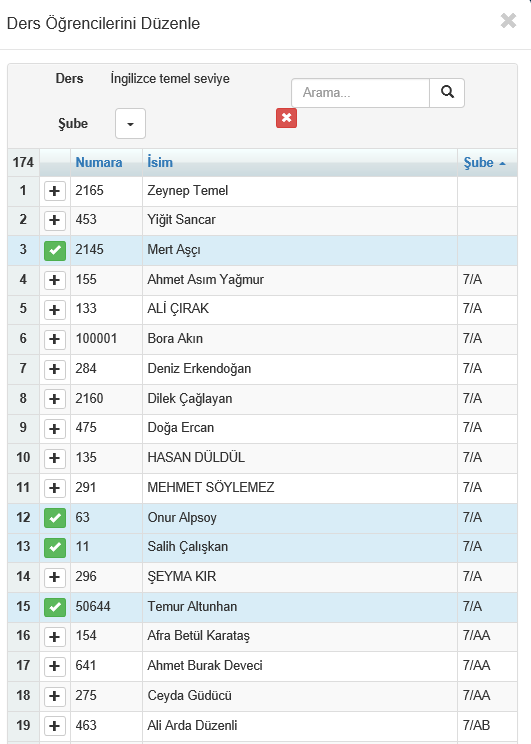 Ders Öğrencilerini Düzenle
Ders İngilizce temel seviye
Arama...
Şube
174 Numara İsim Şube
1 2165 Zeynep Temel
2 453 Yiğit Sancar
3 2145 Mert Aşçı
4 155 Ahmet Asım Yağmur 7/A
5 133 ALİ ÇIRAK 7/A
6 100001 Bora Akın 7/A
7 284 Deniz Erkendoğan 7/A
8 2160 Dilek Çağlayan 7/A
9 475 Doğa Ercan 7/A
10 135 HASAN DÜLDÜL 7/A
11 291 MEHMET SÖYLEMEZ 7/A
12 63 Onur Alpsoy 7/A
13 11 Salih Çalışkan 7/A
14 296 ŞEYMA KIR 7/A
15 50644 Temur Altunhan 7/A
16 154 Afra Betül Karataş 7/AA
17 641 Ahmet Burak Deveci 7/AA
18 275 Ceyda Güdücü 7/AA
19 463 Ali Arda Düzenli 7/AB